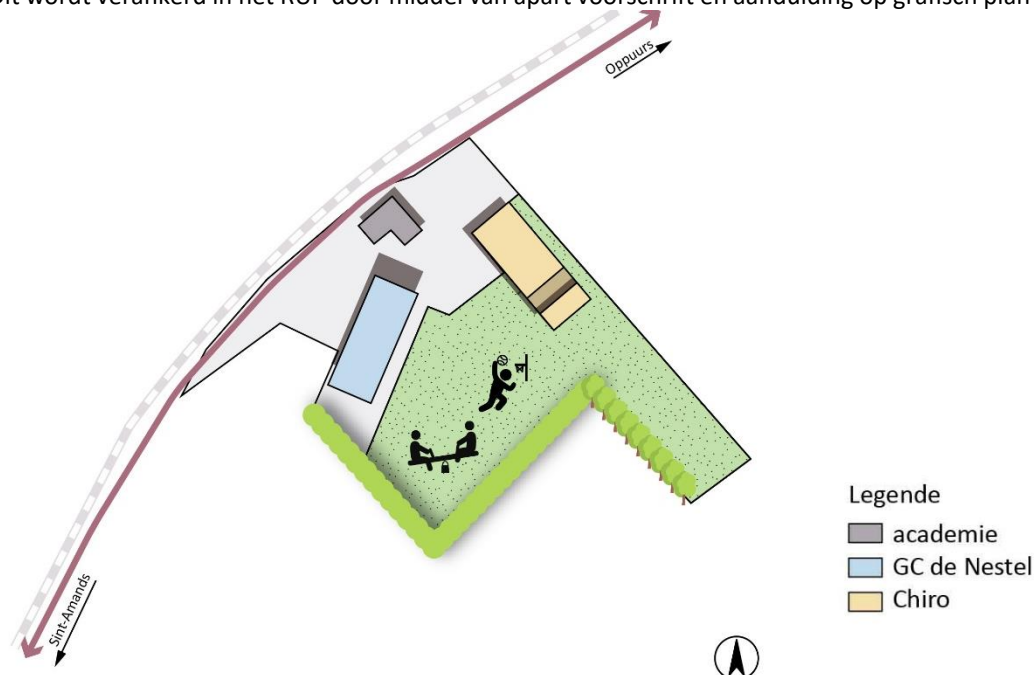 wordt verankerd in het RUP door middel van apart voorschrift en aanduiding op grafisch plan
Oppuurs
Sint-Amands
Legende
academie
GC de Nestel
Chiro